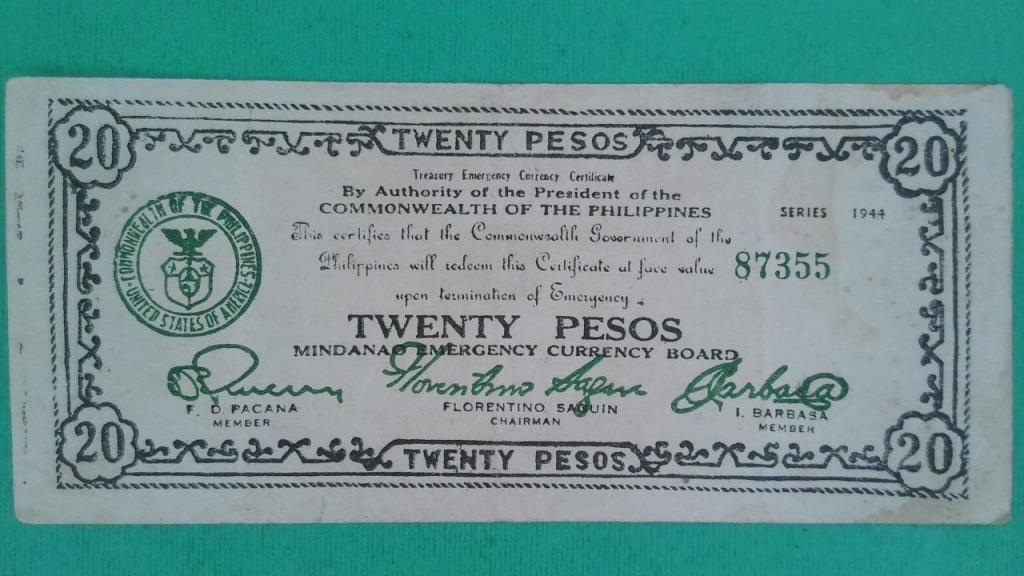 20 TWENTY PESOS 20
Treasury Emergency Currency Certificate
By Authority of the President of the
COMMONWEALTH OF THE PHILIPPINES
SERIES 1944
This certifies that the Commonwealth Government of the
Philippines will redeem this Certificate at face value
87355
upon termination of Emergency.
COMMONWEALTH OF THE PHILIPPINES
UNITED STATES OF AMERICA
TWENTY PESOS
MINDANAO EMERGENCY CURRENCY BOARD
Florentino Saguin
Barbasa
F. D. PACANA
FLORENTINO SAGUIN
I. BARBASA
MEMBER
CHAIRMAN
MEMBER
20 TWENTY PESOS 20